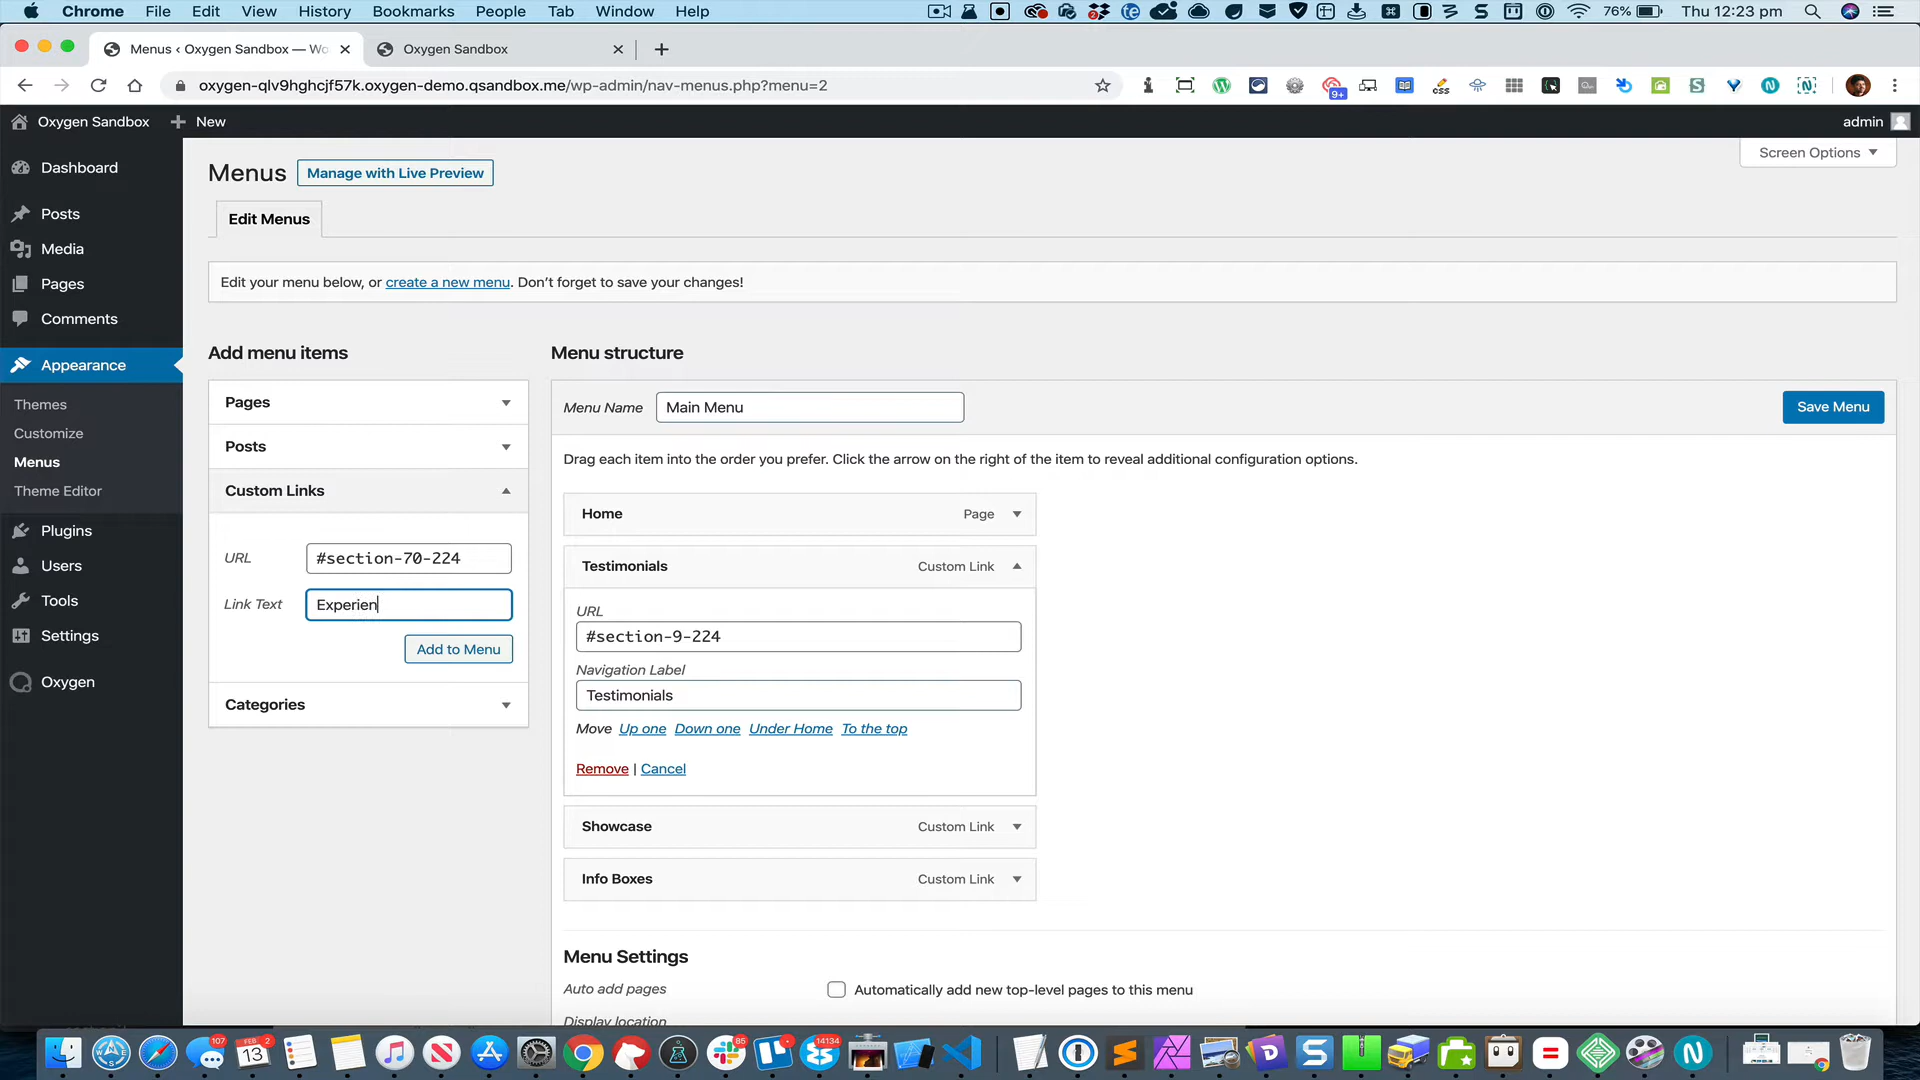 Chrome File Edit View History Bookmarks People Tab Window Help 76% Thu 12:23 pm
Menus ‹ Oxygen Sandbox — Wo
Oxygen Sandbox
oxygen-qlv9hghcjf57k.oxygen-demo.qsandbox.me/wp-admin/nav-menus.php?menu=2
9+
Oxygen Sandbox New admin
Screen Options
Dashboard
Posts
Media
Pages
Comments
Appearance
Themes
Customize
Menus
Theme Editor
Plugins
Users
Tools
Settings
Oxygen
Menus Manage with Live Preview
Edit Menus
Edit your menu below, or create a new menu. Don’t forget to save your changes!
Add menu items
Pages
Posts
Custom Links
URL #section-70-224
Link Text Experien
Add to Menu
Categories
Menu structure
Menu Name Main Menu Save Menu
Drag each item into the order you prefer. Click the arrow on the right of the item to reveal additional configuration options.
Home Page
Testimonials Custom Link
URL
#section-9-224
Navigation Label
Testimonials
Move Up one Down one Under Home To the top
Remove | Cancel
Showcase Custom Link
Info Boxes Custom Link
Menu Settings
Auto add pages Automatically add new top-level pages to this menu
Display location
107 FEB 2 13 85 14134